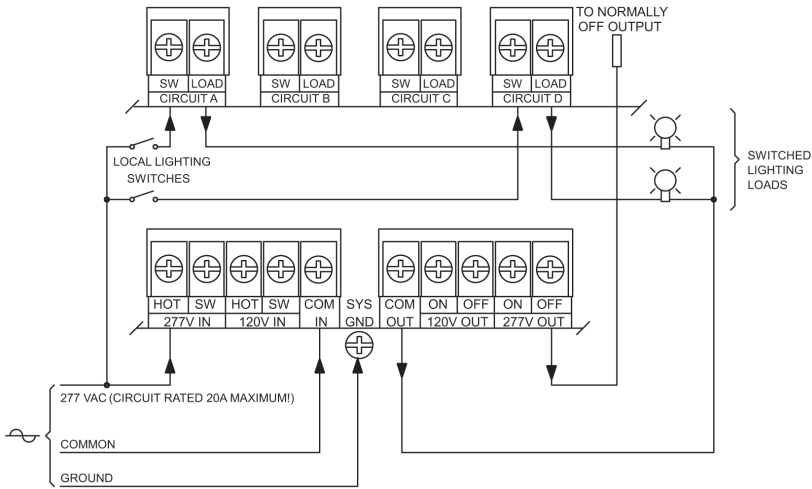 TO NORMALLY
OFF OUTPUT
SW LOAD SW LOAD SW LOAD SW LOAD
CIRCUIT A CIRCUIT B CIRCUIT C CIRCUIT D
LOCAL LIGHTING
SWITCHES
SWITCHED
LIGHTING
LOADS
HOT SW HOT SW COM SYS COM ON OFF ON OFF
277V IN 120V IN IN GND OUT 120V OUT 277V OUT
277 VAC (CIRCUIT RATED 20A MAXIMUM!)
COMMON
GROUND